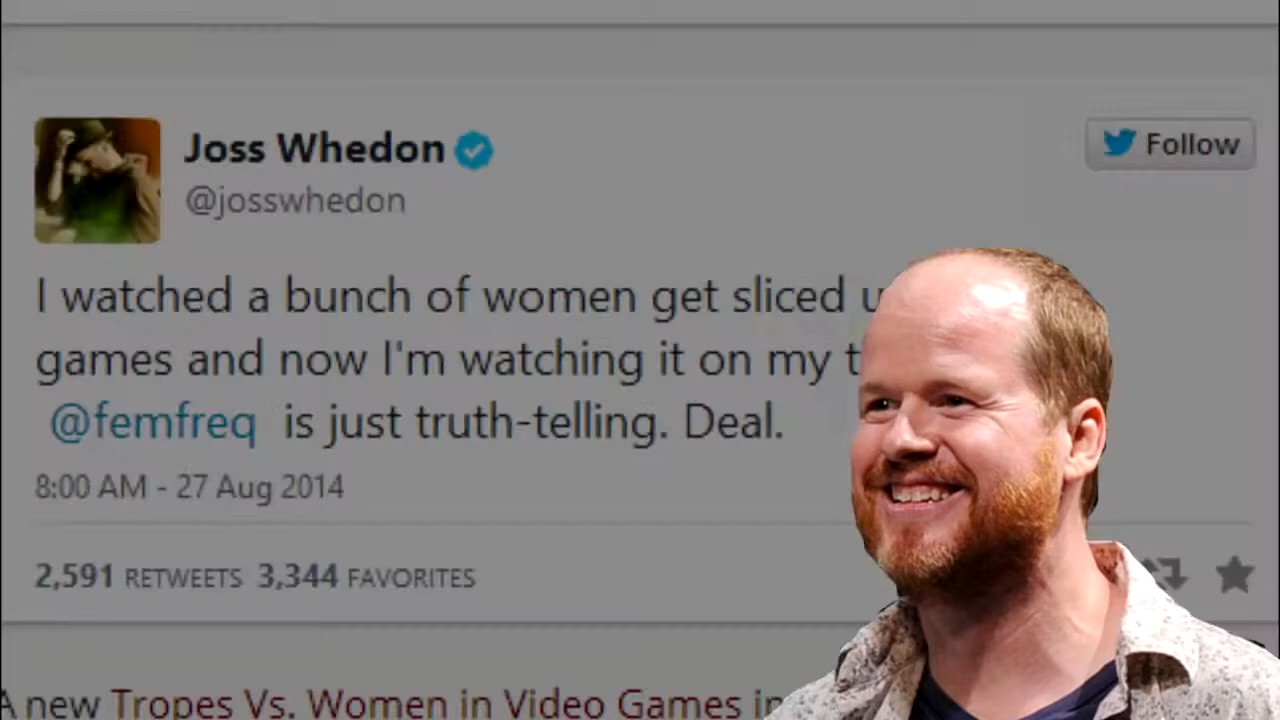 Joss Whedon
@josswhedon
Follow
I watched a bunch of women get sliced
games and now I'm watching it on my
@femfreq is just truth-telling. Deal.
8:00 AM - 27 Aug 2014
2,591 RETWEETS 3,344 FAVORITES
A new Tropes Vs. Women in Video Games